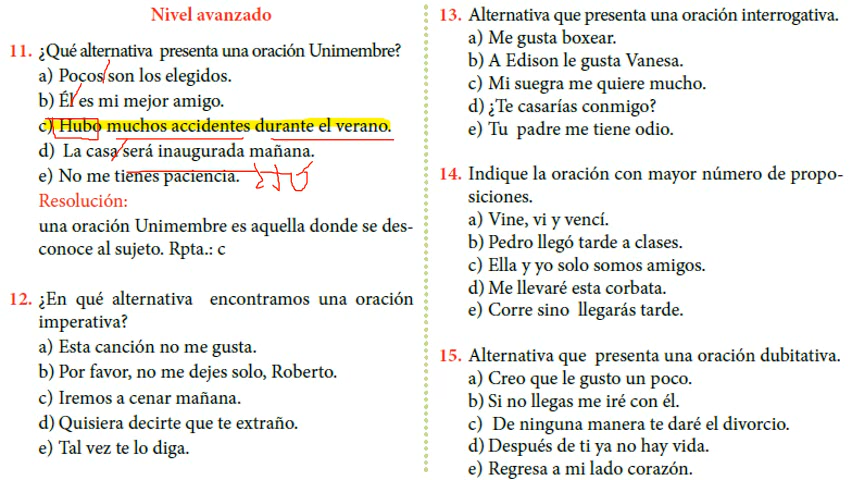 Nivel avanzado
11. ¿Qué alternativa presenta una oración Unimembre?
a) Pocos son los elegidos.
b) Él es mi mejor amigo.
c) Hubo muchos accidentes durante el verano.
d) La casa será inaugurada mañana.
e) No me tienes paciencia.
Resolución:
una oración Unimembre es aquella donde se des-
conoce al sujeto. Rpta.: c
12. ¿En qué alternativa encontramos una oración
imperativa?
a) Esta canción no me gusta.
b) Por favor, no me dejes solo, Roberto.
c) Iremos a cenar mañana.
d) Quisiera decirte que te extraño.
e) Tal vez te lo diga.
13. Alternativa que presenta una oración interrogativa.
a) Me gusta boxear.
b) A Edison le gusta Vanesa.
c) Mi suegra me quiere mucho.
d) ¿Te casarías conmigo?
e) Tu padre me tiene odio.
14. Indique la oración con mayor número de propo-
siciones.
a) Vine, vi y vencí.
b) Pedro llegó tarde a clases.
c) Ella y yo solo somos amigos.
d) Me llevaré esta corbata.
e) Corre sino llegarás tarde.
15. Alternativa que presenta una oración dubitativa.
a) Creo que le gusto un poco.
b) Si no llegas me iré con él.
c) De ninguna manera te daré el divorcio.
d) Después de ti ya no hay vida.
e) Regresa a mi lado corazón.